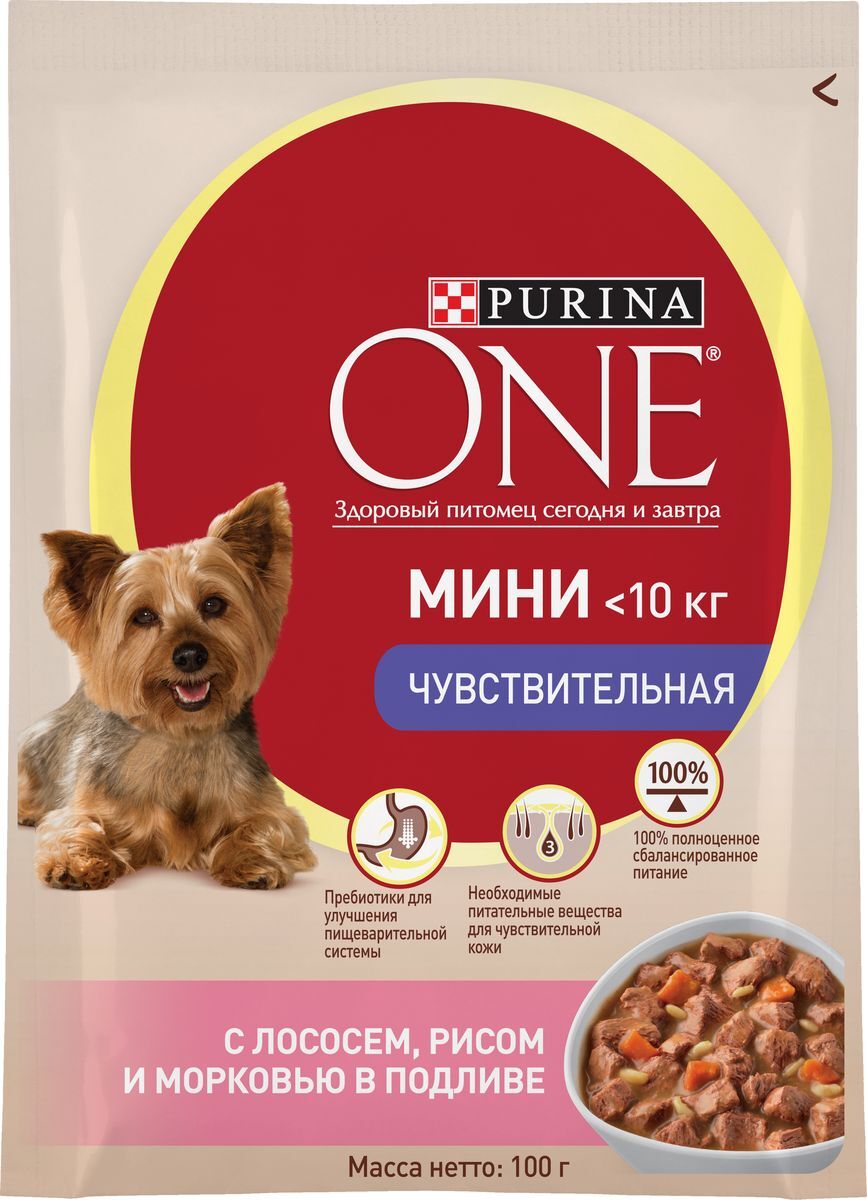 PURINA
ONE®
Здоровый питомец сегодня и завтра
МИНИ <10 кг
ЧУВСТВИТЕЛЬНАЯ
100%
100% полноценное
сбалансированное
питание
3
Пребиотики для
улучшения
пищеварительной
системы
Необходимые
питательные вещества
для чувствительной
кожи
С ЛОСОСЕМ, РИСОМ
И МОРКОВЬЮ В ПОДЛИВЕ
Масса нетто: 100 г